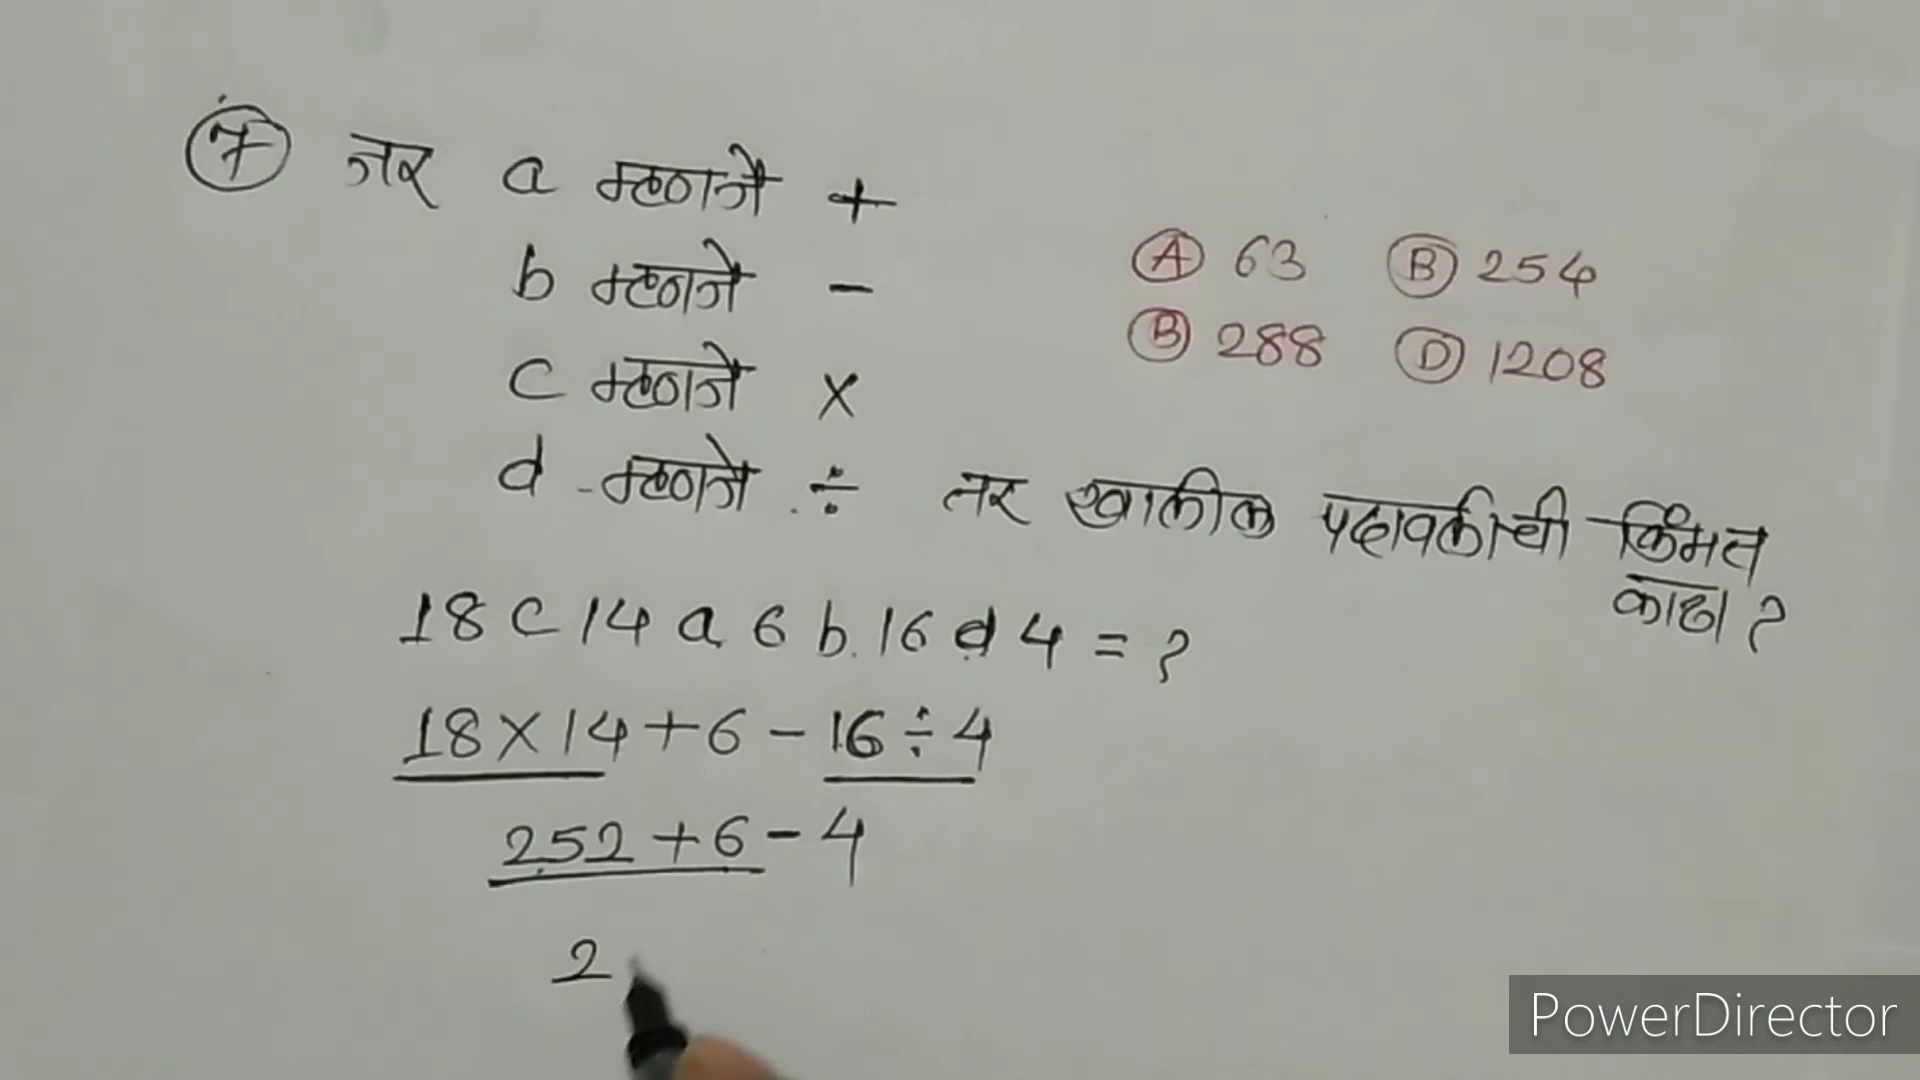 7 जर a म्हणजे +
b म्हणजे -
c म्हणजे ×
d म्हणजे ÷ तर खालील पदावलीची किंमत
काढा ?
A 63 B 254
B 288 D 1208
18 c 14 a 6 b 16 d 4 = ?
18 × 14 + 6 - 16 ÷ 4
252 + 6 - 4
2
PowerDirector